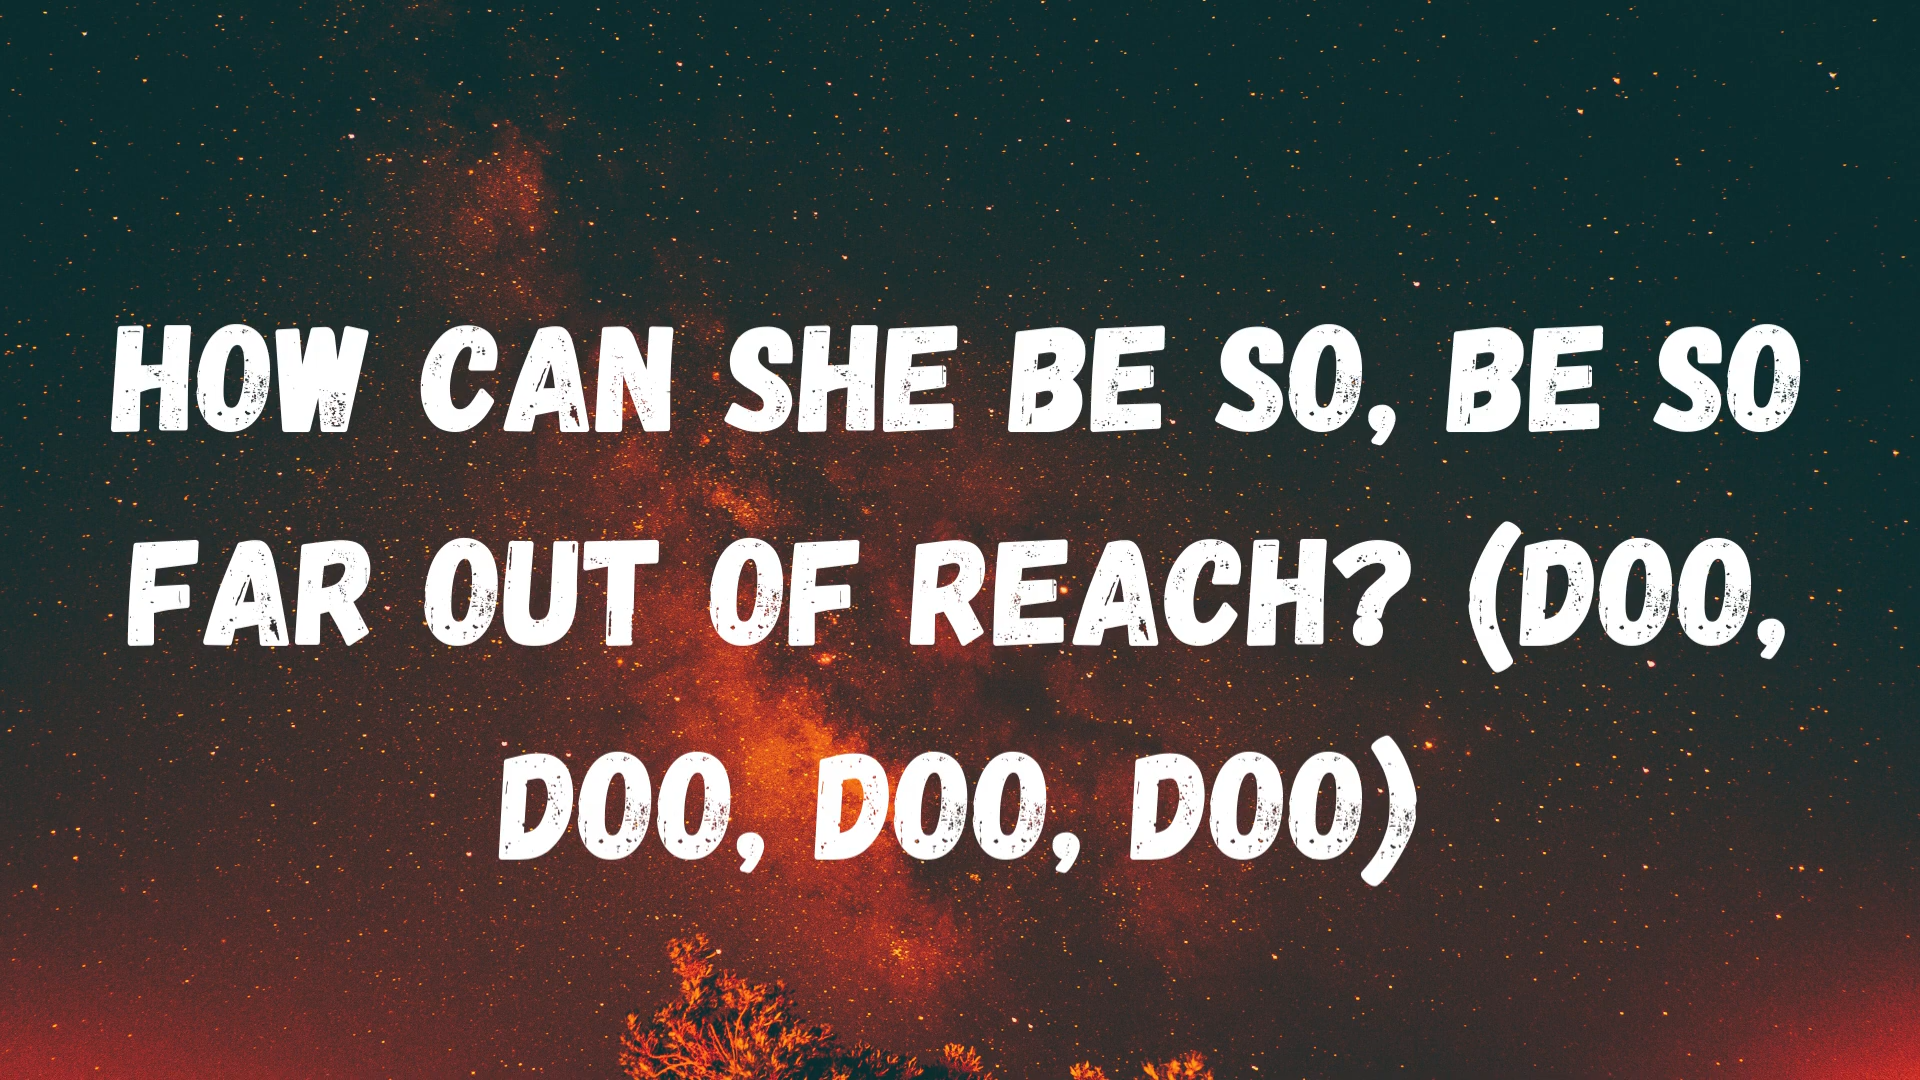 HOW CAN SHE BE SO, BE SO
FAR OUT OF REACH? (DOO,
DOO, DOO, DOO)